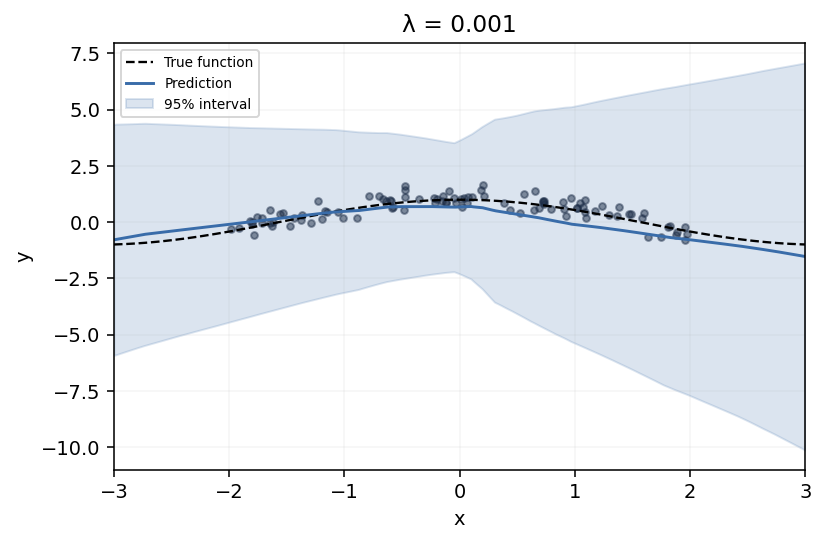 λ = 0.001
True function
Prediction
95% interval
7.5
5.0
2.5
0.0
−2.5
−5.0
−7.5
−10.0
y
−3
−2
−1
0
1
2
3
x